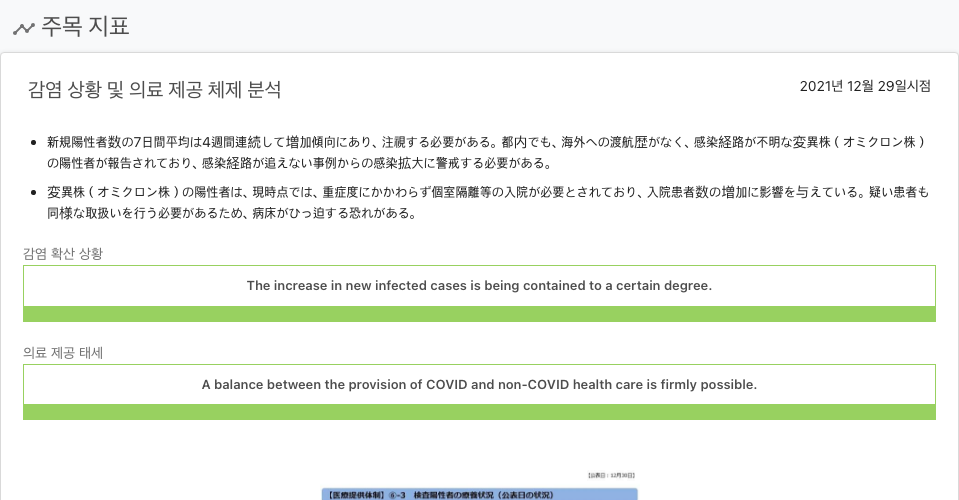 주목 지표
감염 상황 및 의료 제공 체제 분석
2021년 12월 29일시점
新規陽性者数の7日間平均は4週間連続して増加傾向にあり、注視する必要がある。都内でも、海外への渡航歴がなく、感染経路が不明な変異株(オミクロン株)
の陽性者が報告されており、感染経路が追えない事例からの感染拡大に警戒する必要がある。
変異株(オミクロン株)の陽性者は、現時点では、重症度にかかわらず個室隔離等の入院が必要とされており、入院患者数の増加に影響を与えている。疑い患者も
同様な取扱いを行う必要があるため、病床がひっ迫する恐れがある。
감염 확산 상황
The increase in new infected cases is being contained to a certain degree.
의료 제공 태세
A balance between the provision of COVID and non-COVID health care is firmly possible.
【公表日：12月30日】
【医療提供体制】⑥-3 検査陽性者の療養状況（公表日の状況）